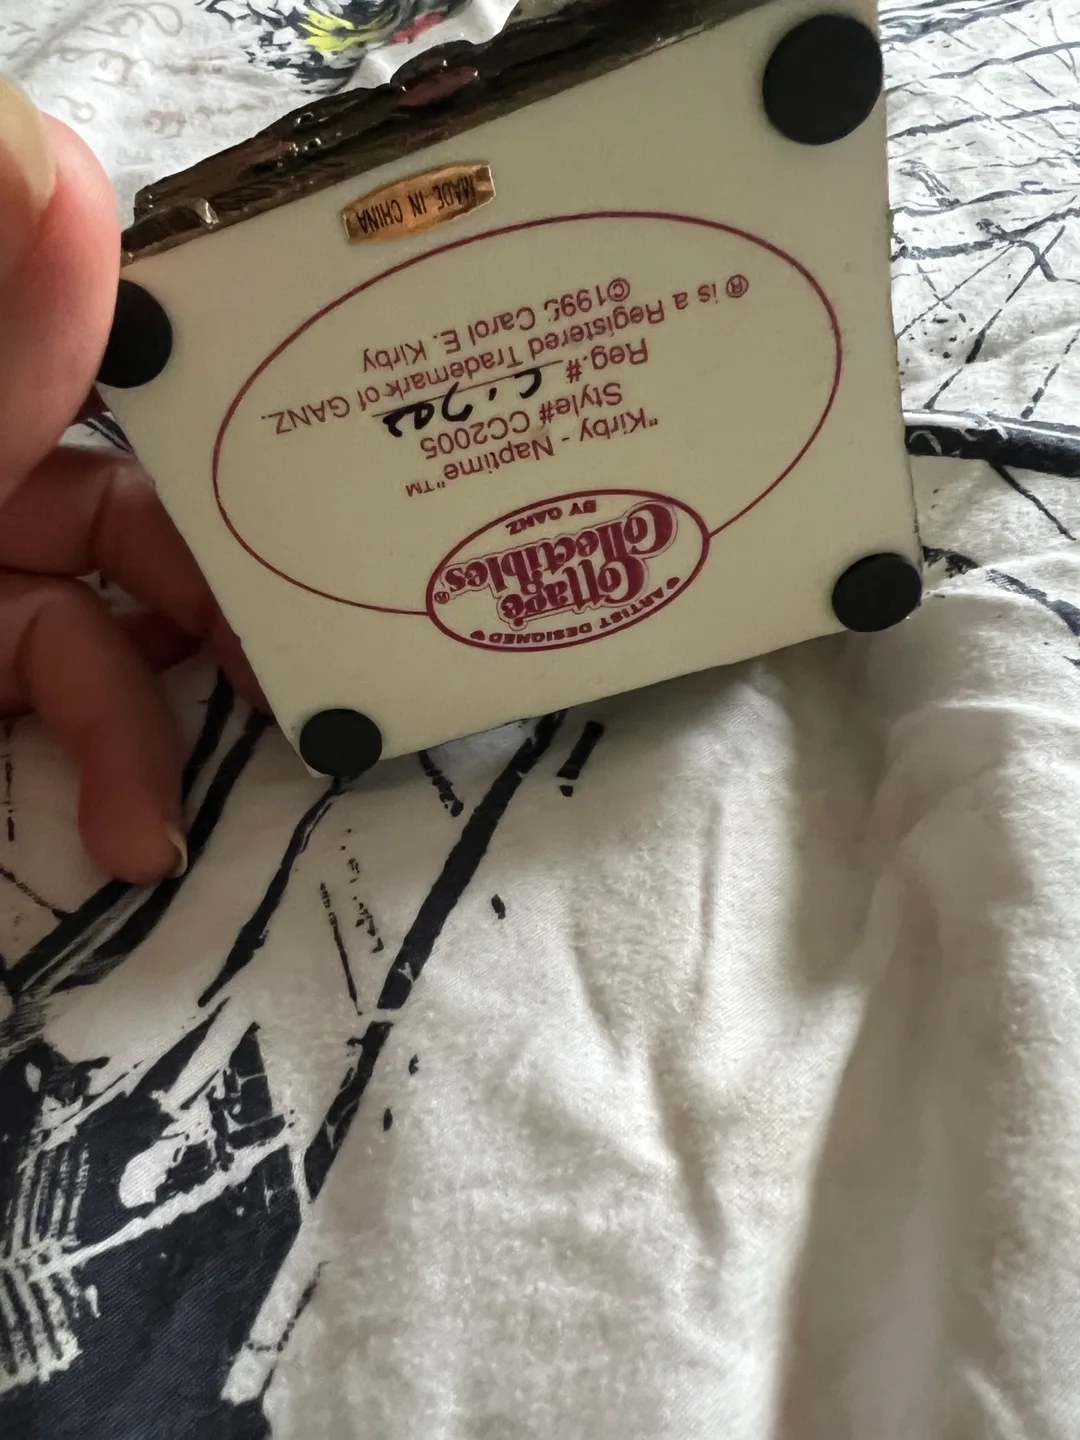 ARTIST DESIGNED
Cottage
Collectibles®
BY GANZ
"Kirby - Naptime"™
Style# CC2005
Reg.#
® is a Registered Trademark of GANZ.
©1995 Carol E. Kirby
MADE IN CHINA